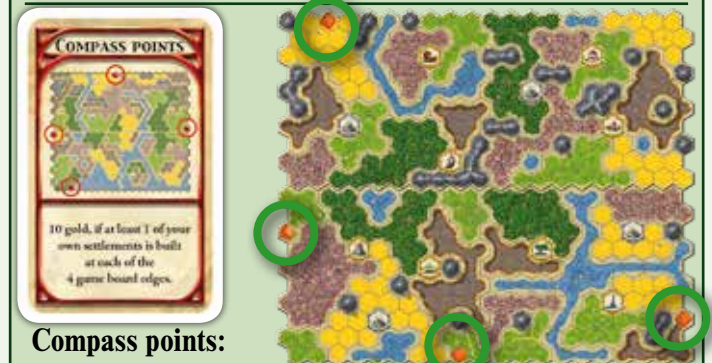 COMPASS POINTS
10 gold, if at least 1 of your
own settlements is built
at each of the
4 game board edges.
Compass points: